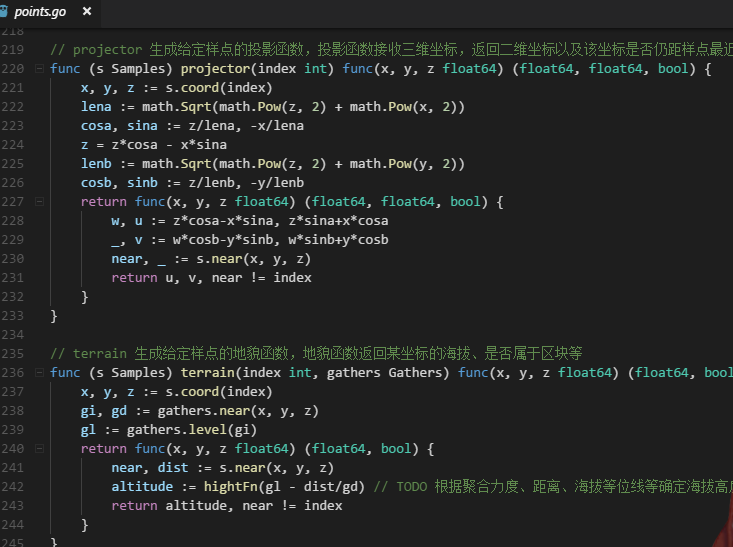 points.go ×
218
219 // projector 生成给定样点的投影函数，投影函数接收三维坐标，返回二维坐标以及该坐标是否仍距样点最近
220 func (s Samples) projector(index int) func(x, y, z float64) (float64, float64, bool) {
221 x, y, z := s.coord(index)
222 lena := math.Sqrt(math.Pow(z, 2) + math.Pow(x, 2))
223 cosa, sina := z/lena, -x/lena
224 z = z*cosa - x*sina
225 lenb := math.Sqrt(math.Pow(z, 2) + math.Pow(y, 2))
226 cosb, sinb := z/lenb, -y/lenb
227 return func(x, y, z float64) (float64, float64, bool) {
228 w, u := z*cosa-x*sina, z*sina+x*cosa
229 _, v := w*cosb-y*sinb, w*sinb+y*cosb
230 near, _ := s.near(x, y, z)
231 return u, v, near != index
232 }
233 }
234
235 // terrain 生成给定样点的地貌函数，地貌函数返回某坐标的海拔、是否属于区块等
236 func (s Samples) terrain(index int, gathers Gathers) func(x, y, z float64) (float64, bool
237 x, y, z := s.coord(index)
238 gi, gd := gathers.near(x, y, z)
239 gl := gathers.level(gi)
240 return func(x, y, z float64) (float64, bool) {
241 near, dist := s.near(x, y, z)
242 altitude := hightFn(gl - dist/gd) // TODO 根据聚合力度、距离、海拔等位线等确定海拔高度
243 return altitude, near != index
244 }
245 }